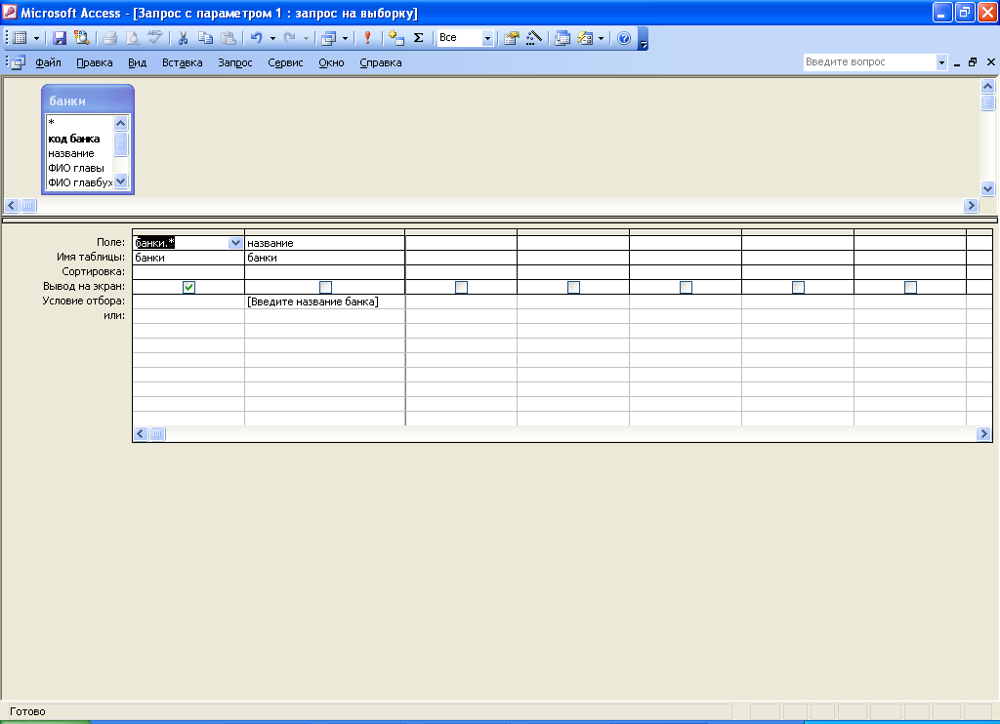 Microsoft Access - [Запрос с параметром 1 : запрос на выборку]
Все
Файл Правка Вид Вставка Запрос Сервис Окно Справка Введите вопрос
банки
*
код банка
название
ФИО главы
ФИО главбух
Поле: банки.* название
Имя таблицы: банки банки
Сортировка:
Вывод на экран:
Условие отбора: [Введите название банка]
или:
Готово